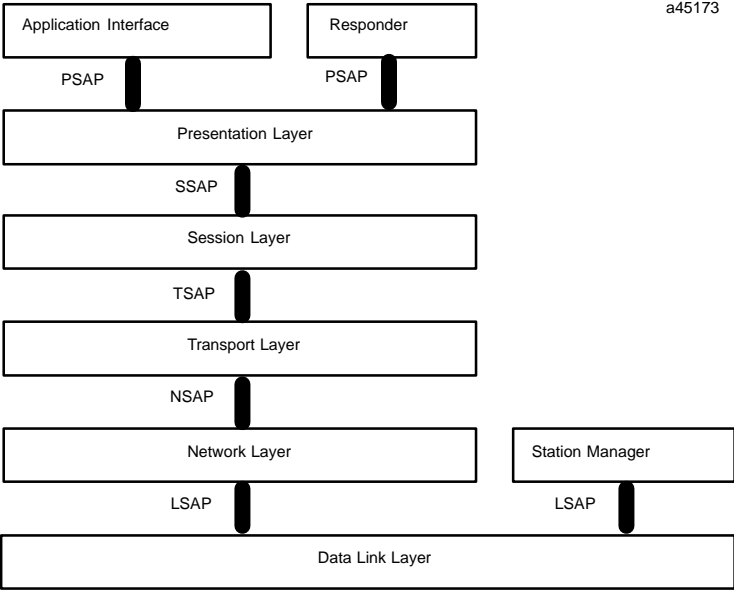 a45173
Application Interface
Responder
PSAP
PSAP
Presentation Layer
SSAP
Session Layer
TSAP
Transport Layer
NSAP
Network Layer
Station Manager
LSAP
LSAP
Data Link Layer